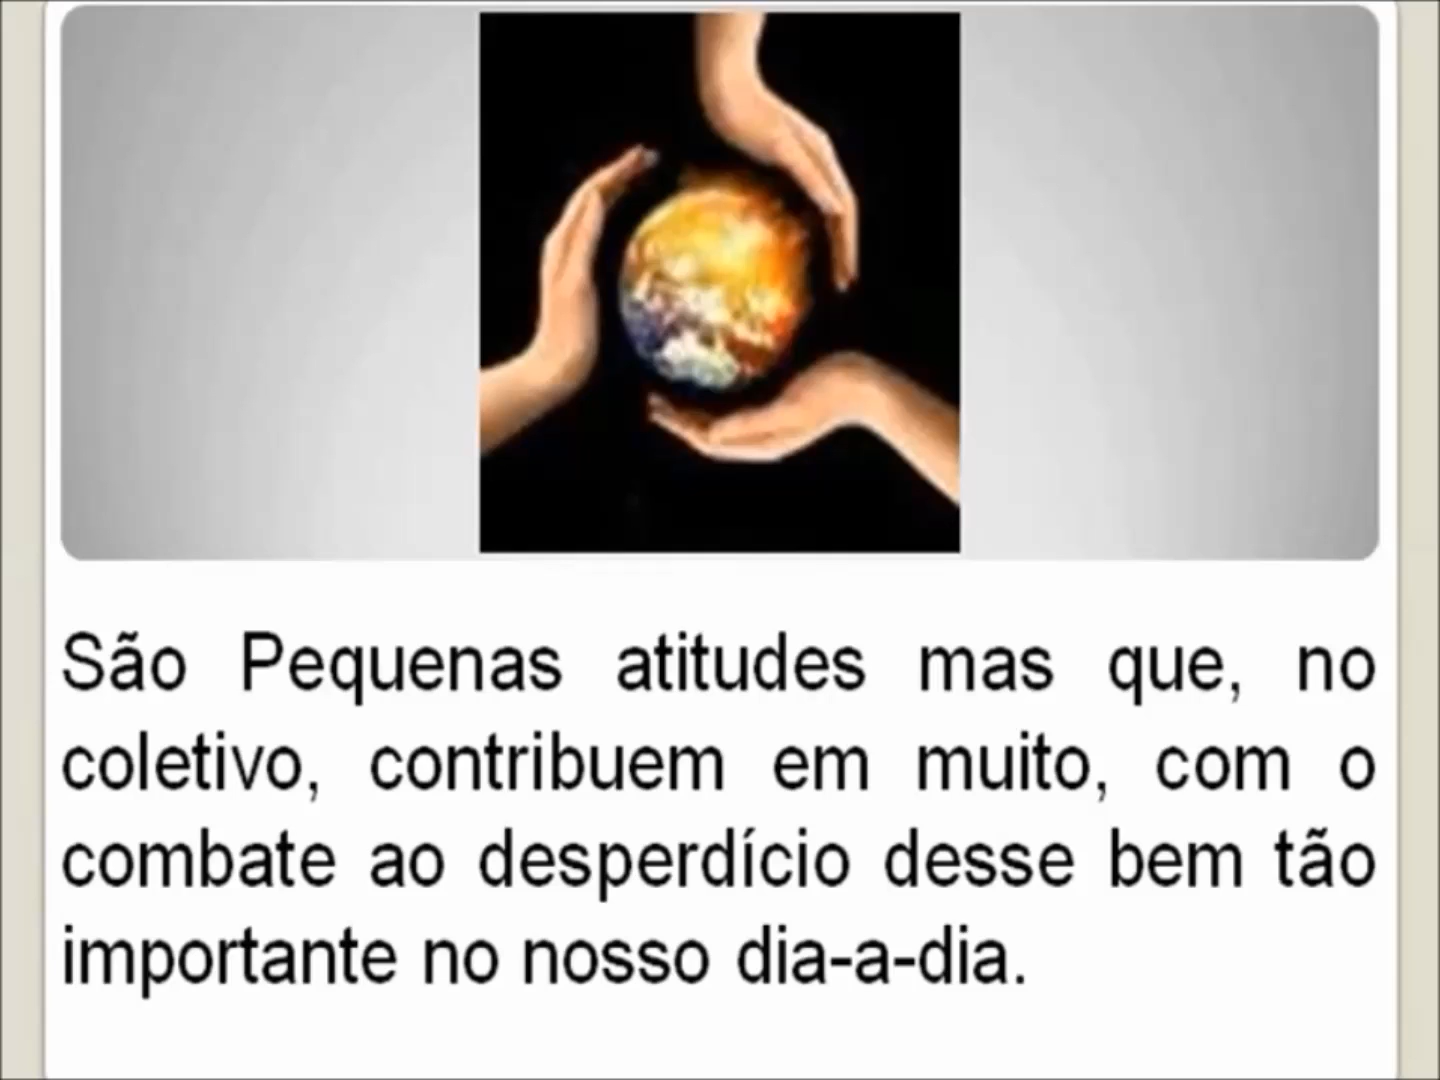 São Pequenas atitudes mas que, no
coletivo, contribuem em muito, com o
combate ao desperdício desse bem tão
importante no nosso dia-a-dia.